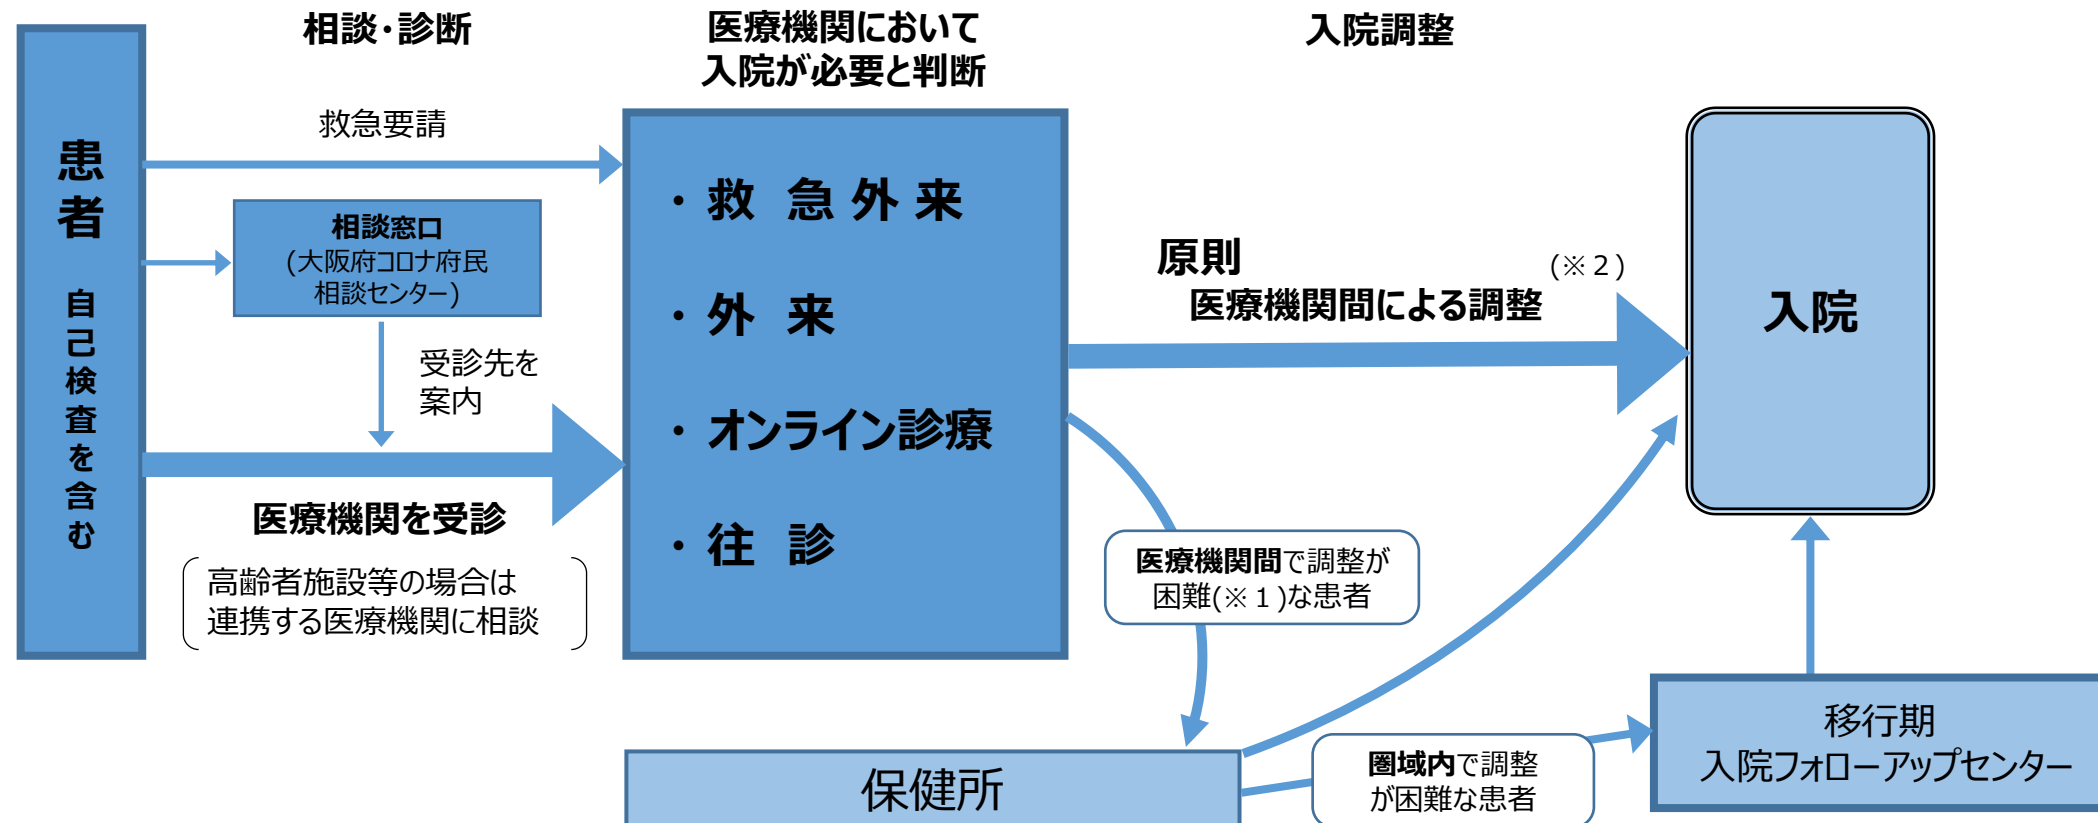 相談・診断
医療機関において
入院が必要と判断
入院調整
患者 自己検査を含む
救急要請
相談窓口
(大阪府コロナ府民
相談センター)
受診先を
案内
医療機関を受診
高齢者施設等の場合は
連携する医療機関に相談
・救 急 外 来
・外 来
・オンライン診療
・往 診
原則
医療機関間による調整
(※２)
入院
医療機関間で調整が
困難(※１)な患者
保健所
圏域内で調整
が困難な患者
移行期
入院フォローアップセンター